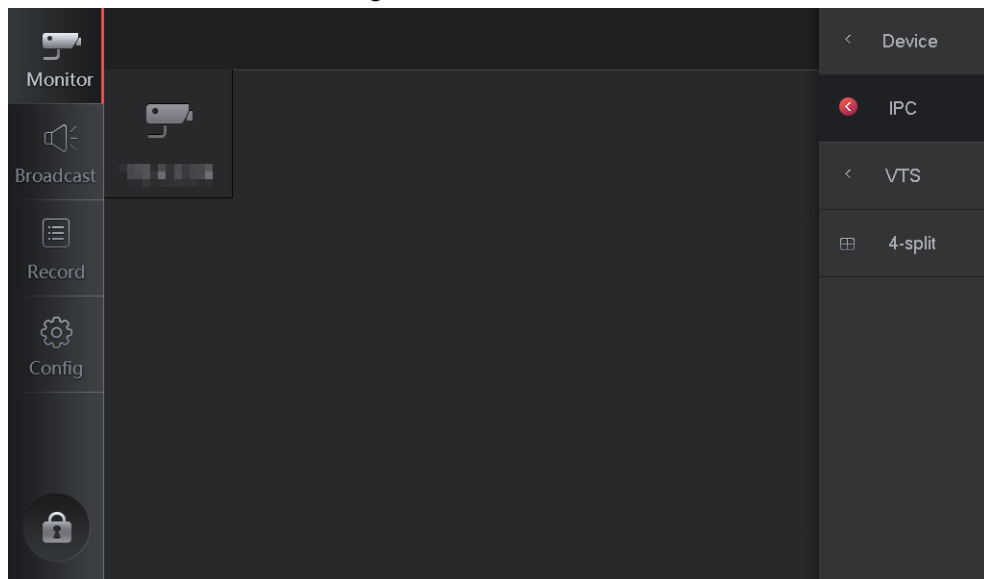 Monitor
Broadcast
Record
Config
Device
IPC
VTS
4-split